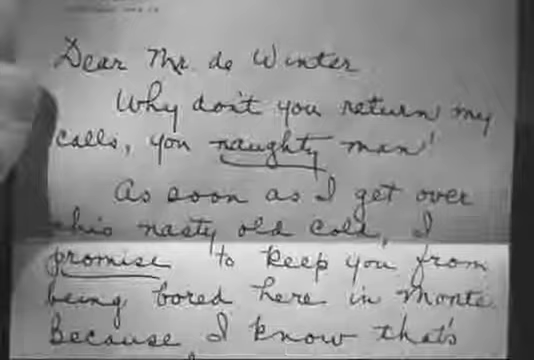 Dear Mr. de Winter
Why don't you return my
calls, you naughty man!
As soon as I get over
this nasty old cold, I
promise to keep you from
being bored here in Monte.
Because I know that's